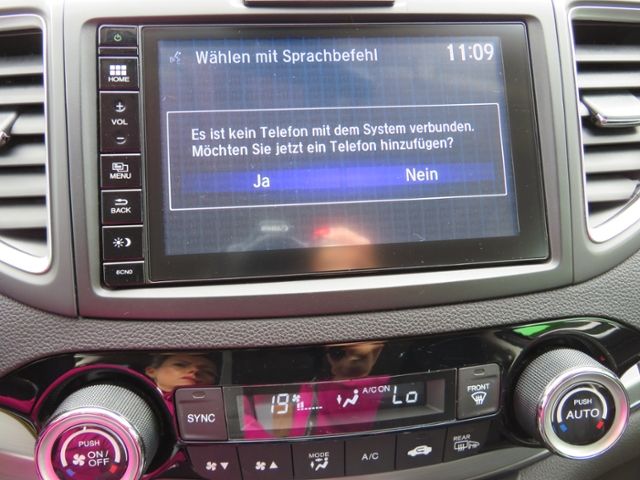 Wählen mit Sprachbefehl 11:09
HOME
VOL
Es ist kein Telefon mit dem System verbunden.
Möchten Sie jetzt ein Telefon hinzufügen?
Ja Nein
MENU
BACK
SYNC 19 A/C ON Lo FRONT
PUSH
ON/OFF
PUSH
AUTO
MODE A/C REAR